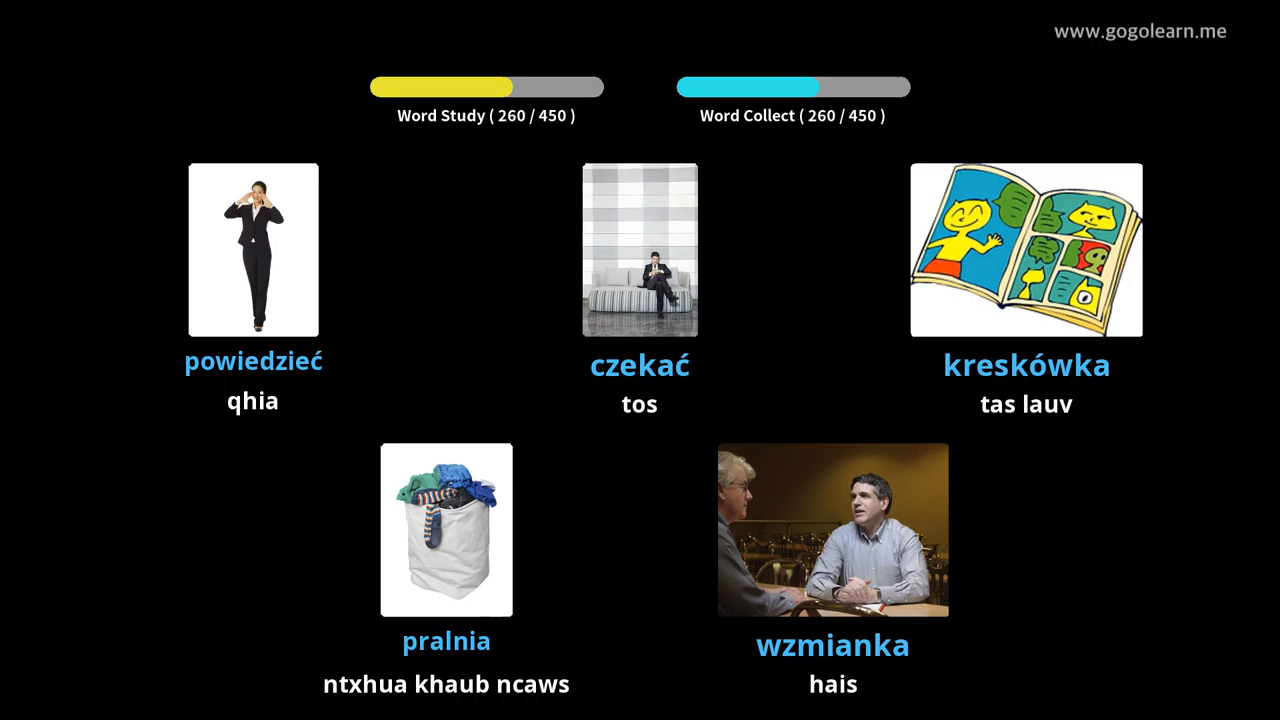 www.gogolearn.me
Word Study ( 260 / 450 )
Word Collect ( 260 / 450 )
powiedzieć
qhia
czekać
tos
kreskówka
tas lauv
pralnia
ntxhua khaub ncaws
wzmianka
hais